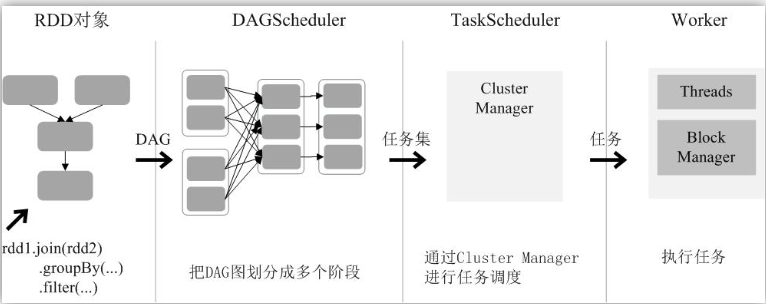 RDD对象
DAGScheduler
TaskScheduler
Worker
DAG
任务集
任务
Cluster
Manager
Threads
Block
Manager
rdd1.join(rdd2)
.groupBy(...)
.filter(...)
把DAG图划分成多个阶段
通过Cluster Manager
进行任务调度
执行任务